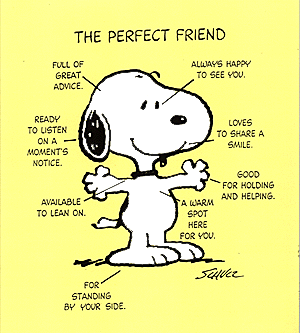 THE PERFECT FRIEND
FULL OF
GREAT
ADVICE.
ALWAYS HAPPY
TO SEE YOU.
READY
TO LISTEN
ON A
MOMENT'S
NOTICE.
LOVES
TO SHARE A
SMILE.
GOOD
FOR HOLDING
AND HELPING.
AVAILABLE
TO LEAN ON.
A WARM
SPOT
HERE
FOR YOU.
FOR
STANDING
BY YOUR SIDE.
SCHULZ